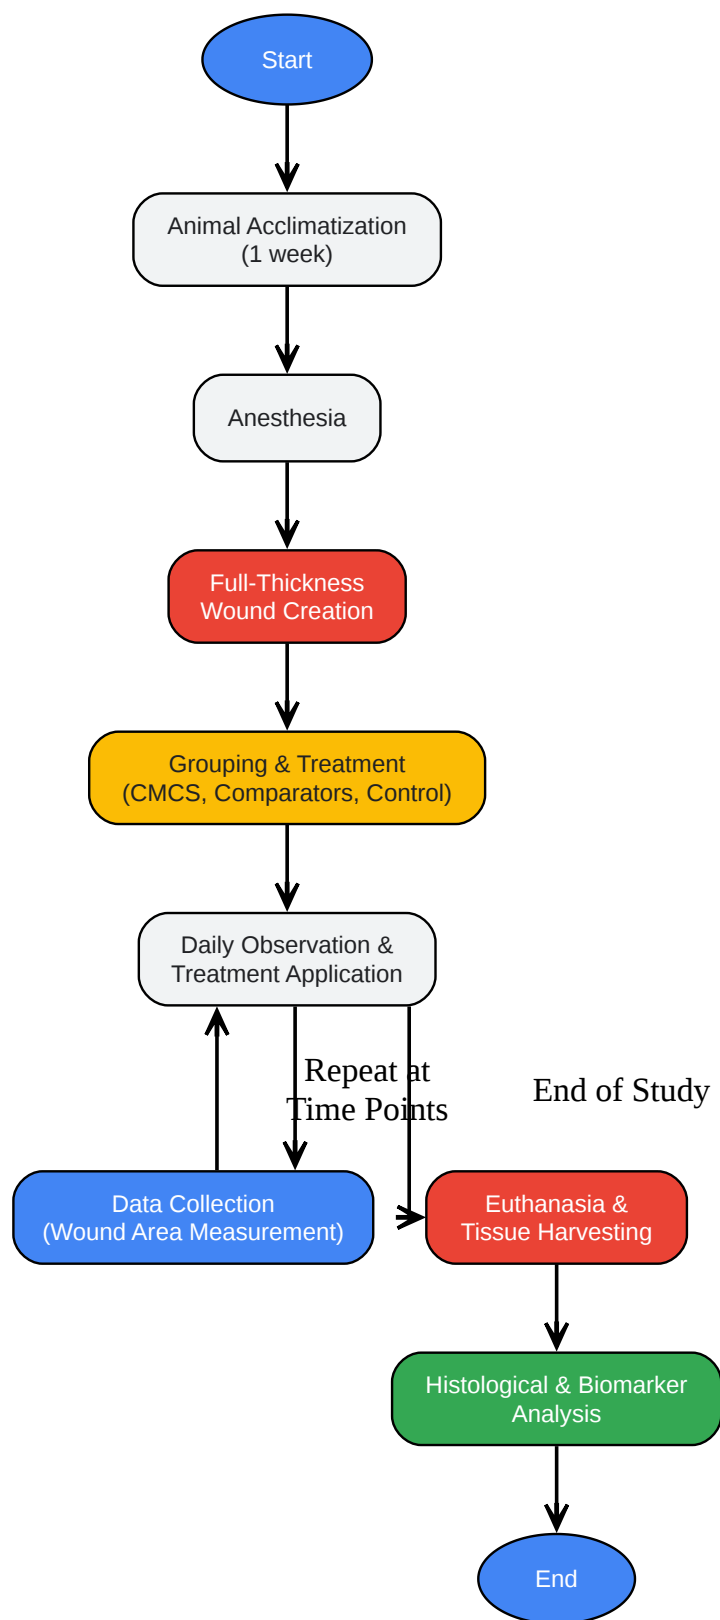 Start
Animal Acclimatization
(1 week)
Anesthesia
Full-Thickness
Wound Creation
Grouping & Treatment
(CMCS, Comparators, Control)
Daily Observation &
Treatment Application
Repeat at
Time Points
End of Study
Data Collection
(Wound Area Measurement)
Euthanasia &
Tissue Harvesting
Histological & Biomarker
Analysis
End